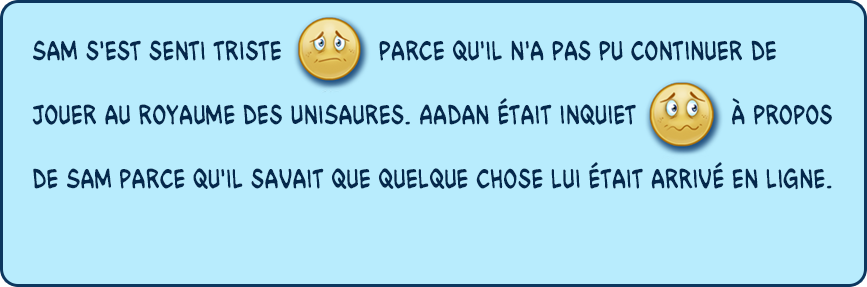 SAM S'EST SENTI TRISTE PARCE QU'IL N'A PAS PU CONTINUER DE
JOUER AU ROYAUME DES UNISAURES. AADAN ÉTAIT INQUIET À PROPOS
DE SAM PARCE QU'IL SAVAIT QUE QUELQUE CHOSE LUI ÉTAIT ARRIVÉ EN LIGNE.